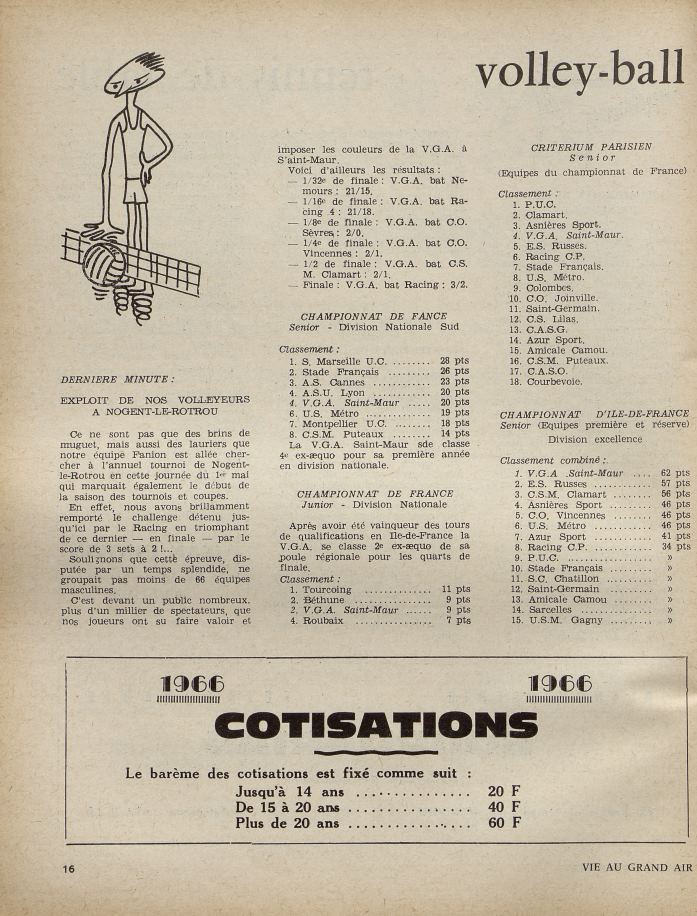 volley-ball
DERNIERE MINUTE :
EXPLOIT DE NOS VOLLEYEURS
A NOGENT-LE-ROTROU
Ce ne sont pas que des brins de
muguet, mais aussi des lauriers que
notre équipe Fanion est allée cher-
cher à l'annuel tournoi de Nogent-
le-Rotrou en cette journée du 1er mai
qui marquait également le début de
la saison des tournois et coupes.
En effet, nous avons brillamment
remporté le challenge détenu jus-
qu'ici par le Racing en triomphant
de ce dernier — en finale — par le
score de 3 sets à 2 !...
Soulignons que cette épreuve, dis-
putée par un temps splendide, ne
groupait pas moins de 66 équipes
masculines.
C'est devant un public nombreux.
plus d'un millier de spectateurs, que
nos joueurs ont su faire valoir et
imposer les couleurs de la V.G.A. à
S'aint-Maur.
Voici d'ailleurs les résultats :
— 1/32e de finale : V.G.A. bat Ne-
mours : 21/15.
— 1/16e de finale : V.G.A. bat Ra-
cing 4 : 21/18.
— 1/8e de finale : V.G.A. bat C.O.
Sèvres : 2/0.
— 1/4e de finale : V.G.A. bat C.O.
Vincennes : 2/1.
— 1/2 de finale : V.G.A. bat C.S.
M. Clamart : 2/1.
— Finale : V.G.A. bat Racing : 3/2.
CHAMPIONNAT DE FANCE
Senior - Division Nationale Sud
Classement :
1. S. Marseille U.C. ........ 28 pts
2. Stade Français .......... 26 pts
3. A.S. Cannes ............ 23 pts
4. A.S.U. Lyon ............ 20 pts
4. V.G.A. Saint-Maur ..... 20 pts
6. U.S. Métro .............. 19 pts
7. Montpellier U.C. ........ 18 pts
8. C.S.M. Puteaux ......... 14 pts
La V.G.A. Saint-Maur sde classe
4e ex-æquo pour sa première année
en division nationale.
CHAMPIONNAT DE FRANCE
Junior - Division Nationale
Après avoir été vainqueur des tours
de qualifications en Ile-de-France la
V.G.A. se classe 2e ex-æquo de sa
poule régionale pour les quarts de
finale.
Classement :
1. Tourcoing .............. 11 pts
2. Béthune ................ 9 pts
2. V.G.A. Saint-Maur ...... 9 pts
4. Roubaix ................ 7 pts
CRITERIUM PARISIEN
Senior
(Equipes du championnat de France)
Classement :
1. P.U.C.
2. Clamart.
3. Asnières Sport.
4. V.G.A. Saint-Maur.
5. E.S. Russes.
6. Racing C.P.
7. Stade Français.
8. U.S. Métro.
9. Colombes.
10. C.O. Joinville.
11. Saint-Germain.
12. C.S. Lilas.
13. C.A.S.G.
14. Azur Sport.
15. Amicale Camou.
16. C.S.M. Puteaux.
17. C.A.S.O.
18. Courbevoie.
CHAMPIONNAT D'ILE-DE-FRANCE
Senior (Equipes première et réserve)
Division excellence
Classement combiné :
1. V.G.A .Saint-Maur .... 62 pts
2. E.S. Russes ........... 57 pts
3. C.S.M. Clamart ........ 56 pts
4. Asnières Sport ......... 46 pts
5. C.O. Vincennes ........ 46 pts
6. U.S. Métro ............ 46 pts
7. Azur Sport ............ 41 pts
8. Racing C.P. ........... 34 pts
9. P.U.C. ................ »
10. Stade Français ......... »
11. S.C. Chatillon ......... »
12. Saint-Germain ......... »
13. Amicale Camou ........ »
14. Sarcelles .............. »
15. U.S.M. Gagny ......... »
1966 1966
COTISATIONS
Le barème des cotisations est fixé comme suit :
Jusqu'à 14 ans ............... 20 F
De 15 à 20 ans ................ 40 F
Plus de 20 ans ................ 60 F
16 VIE AU GRAND AIR